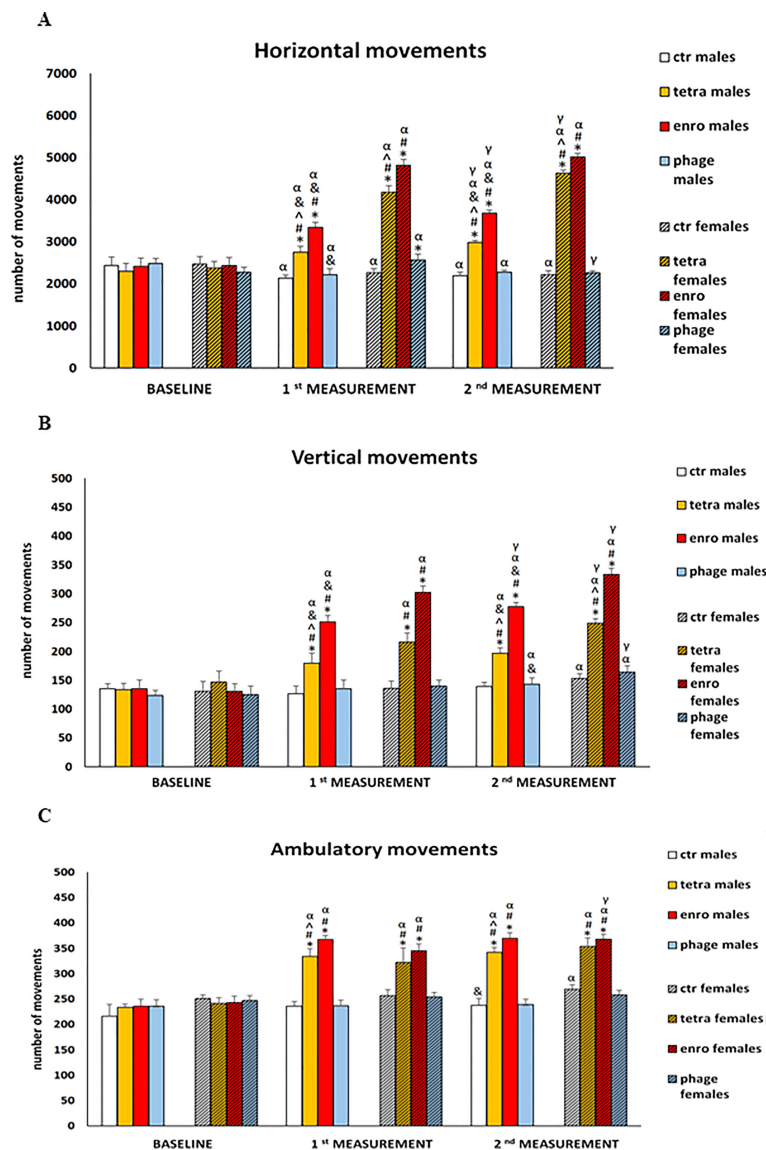 A
Horizontal movements
number of movements
7000
6000
5000
4000
3000
2000
1000
0
α
α
&
^
#
*
α
&
#
*
α
&
α
α
^
#
*
α
#
*
α
*
α
γ
α
&
^
#
*
γ
α
&
#
*
α
α
γ
α
^
#
*
α
#
*
γ
BASELINE
1 st MEASUREMENT
2 nd MEASUREMENT
ctr males
tetra males
enro males
phage
males
ctr females
tetra
females
enro
females
phage
females
B
Vertical movements
number of movements
500
450
400
350
300
250
200
150
100
50
0
α
&
^
#
*
α
&
#
*
α
#
*
α
#
*
α
&
^
#
*
γ
α
&
#
*
α
&
α
γ
α
^
#
*
γ
α
#
*
γ
α
BASELINE
1 st MEASUREMENT
2 nd MEASUREMENT
ctr males
tetra males
enro males
phage males
ctr females
tetra
females
enro
females
phage
females
C
Ambulatory movements
number of movements
500
450
400
350
300
250
200
150
100
50
0
α
^
#
*
α
#
*
α
#
*
α
#
*
&
α
^
#
*
α
#
*
α
α
#
*
γ
α
#
*
BASELINE
1 st MEASUREMENT
2 nd MEASUREMENT
ctr males
tetra males
enro males
phage males
ctr females
tetra females
enro females
phage
females